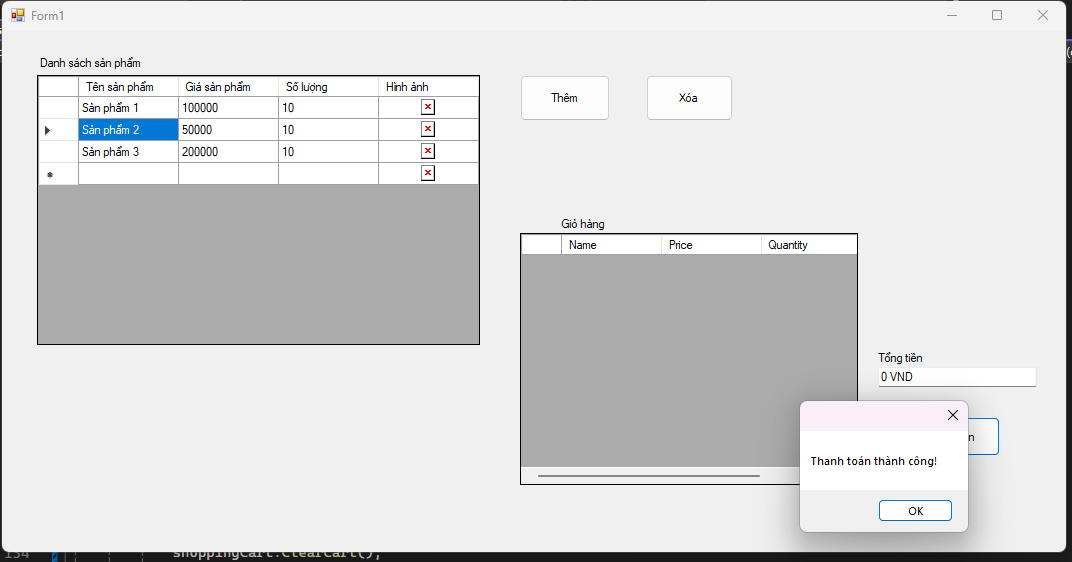 Form1
Danh sách sản phẩm
Tên sản phẩm Giá sản phẩm Số lượng Hình ảnh
Sản phẩm 1 100000 10
Sản phẩm 2 50000 10
Sản phẩm 3 200000 10
Thêm
Xóa
Giỏ hàng
Name Price Quantity
Tổng tiền
0 VND
Thanh toán thành công!
OK
134 shoppingCart.ClearCart();